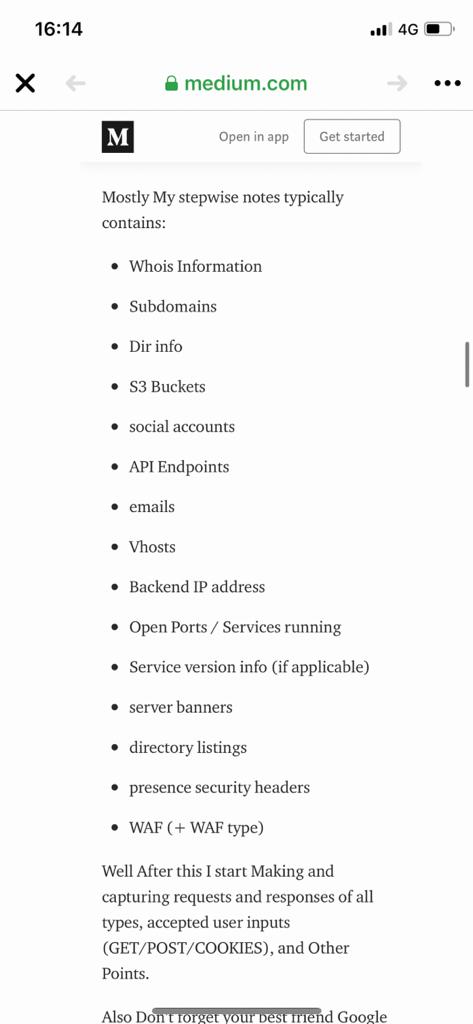 16:14
4G
medium.com
M
Open in app
Get started
Mostly My stepwise notes typically
contains:
Whois Information
Subdomains
Dir info
S3 Buckets
social accounts
API Endpoints
emails
Vhosts
Backend IP address
Open Ports / Services running
Service version info (if applicable)
server banners
directory listings
presence security headers
WAF (+ WAF type)
Well After this I start Making and
capturing requests and responses of all
types, accepted user inputs
(GET/POST/COOKIES), and Other
Points.
Also Don't forget your best friend Google